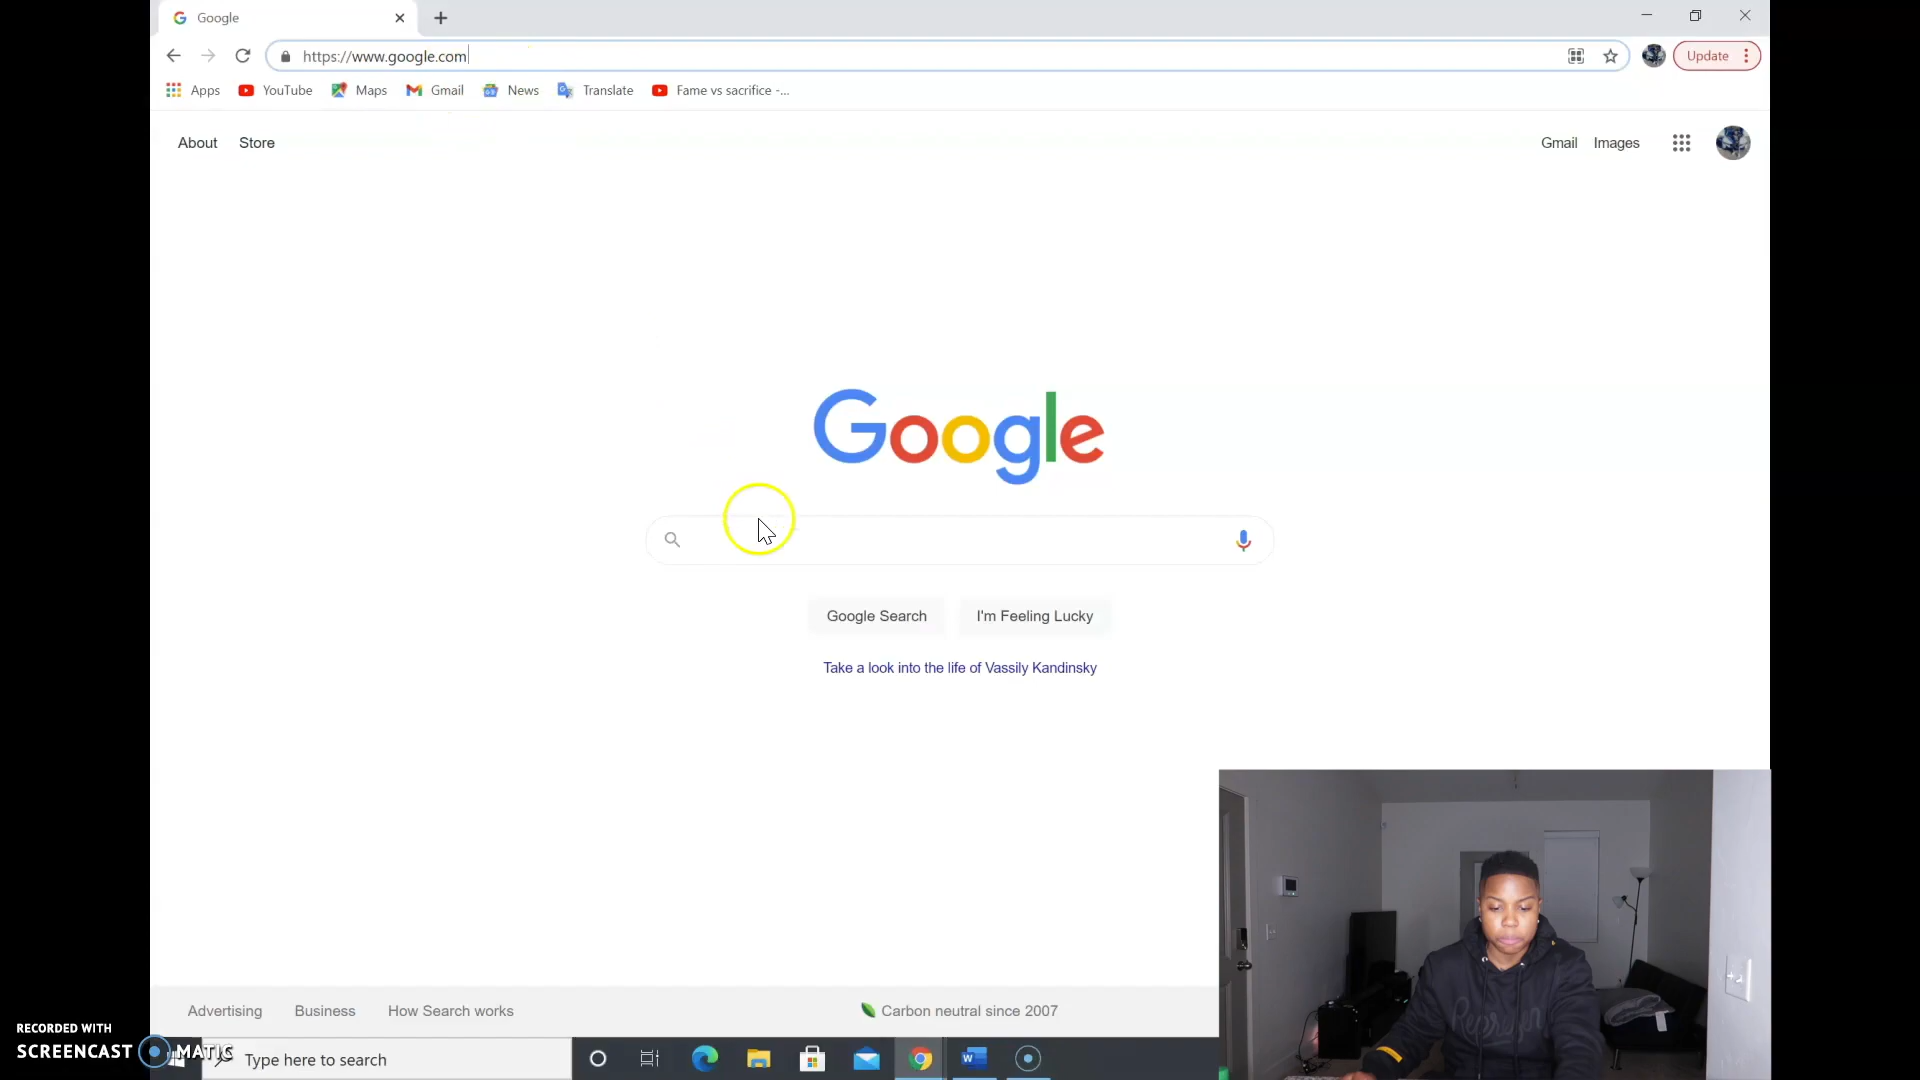 Google
https://www.google.com
Update
Apps
YouTube
Maps
Gmail
News
Translate
Fame vs sacrifice -...
About
Store
Gmail
Images
Google
Google Search
I'm Feeling Lucky
Take a look into the life of Vassily Kandinsky
Advertising
Business
How Search works
Carbon neutral since 2007
RECORDED WITH
SCREENCAST MATIC
Type here to search